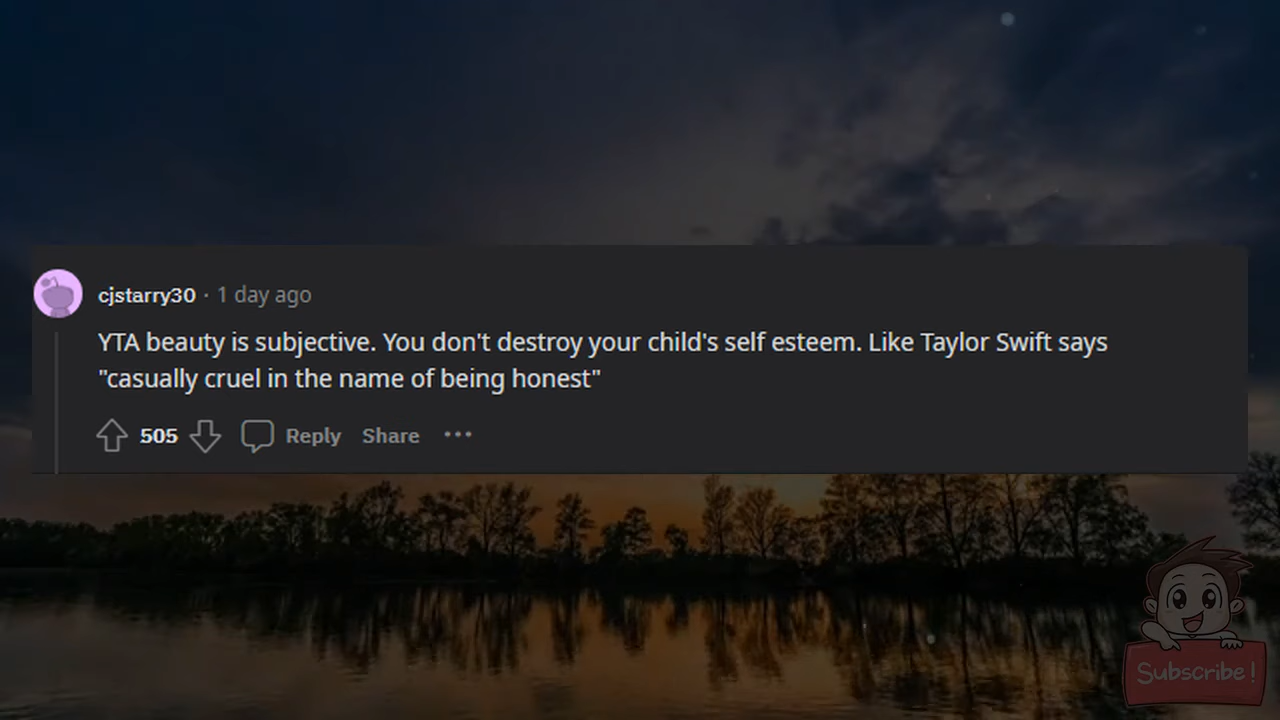 cjstarry30 · 1 day ago
YTA beauty is subjective. You don't destroy your child's self esteem. Like Taylor Swift says
"casually cruel in the name of being honest"
505 Reply Share ···
Subscribe!